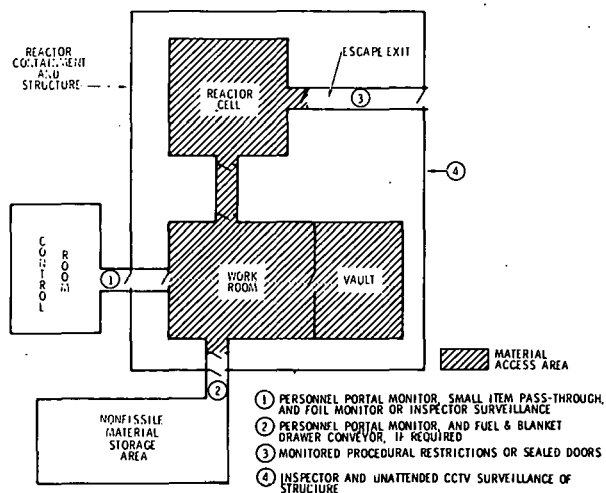 REACTOR
CONTAINMENT
AND
STRUCTURE
ESCAPE EXIT
REACTOR
CELL
3
4
CONTROL
ROOM
1
WORK
ROOM
VAULT
MATERIAL
ACCESS AREA
2
NONFISSILE
MATERIAL
STORAGE
AREA
1 PERSONNEL PORTAL MONITOR, SMALL ITEM PASS-THROUGH,
AND FOIL MONITOR OR INSPECTOR SURVEILLANCE
2 PERSONNEL PORTAL MONITOR, AND FUEL & BLANKET
DRAWER CONVEYOR, IF REQUIRED
3 MONITORED PROCEDURAL RESTRICTIONS OR SEALED DOORS
4 INSPECTOR AND UNATTENDED CCTV SURVEILLANCE OF
STRUCTURE